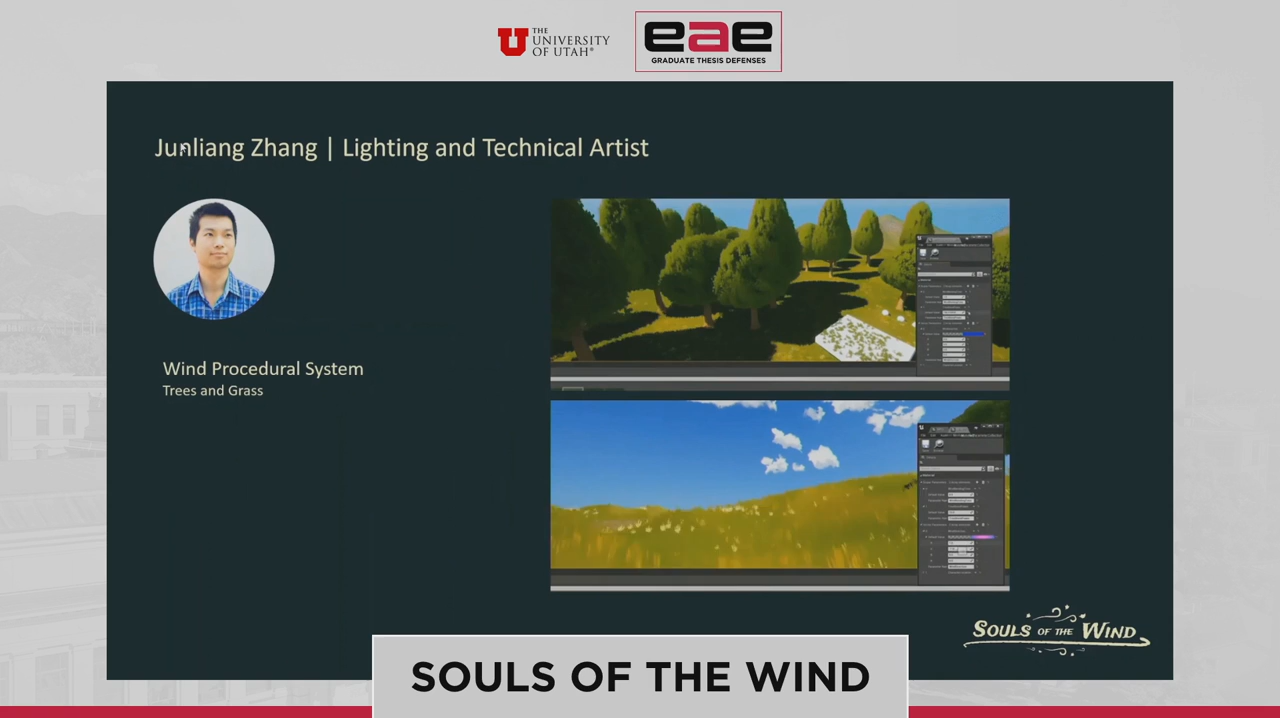 THE
UNIVERSITY
OF UTAH®
eae
GRADUATE THESIS DEFENSES
Junliang Zhang | Lighting and Technical Artist
Wind Procedural System
Trees and Grass
SOULS OF THE WIND
SOULS OF THE WIND